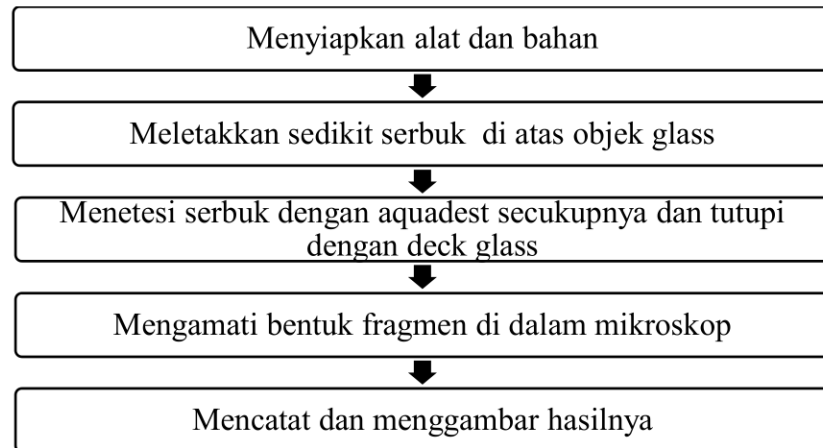 Menyiapkan alat dan bahan
Meletakkan sedikit serbuk di atas objek glass
Menetesi serbuk dengan aquadest secukupnya dan tutupi
dengan deck glass
Mengamati bentuk fragmen di dalam mikroskop
Mencatat dan menggambar hasilnya